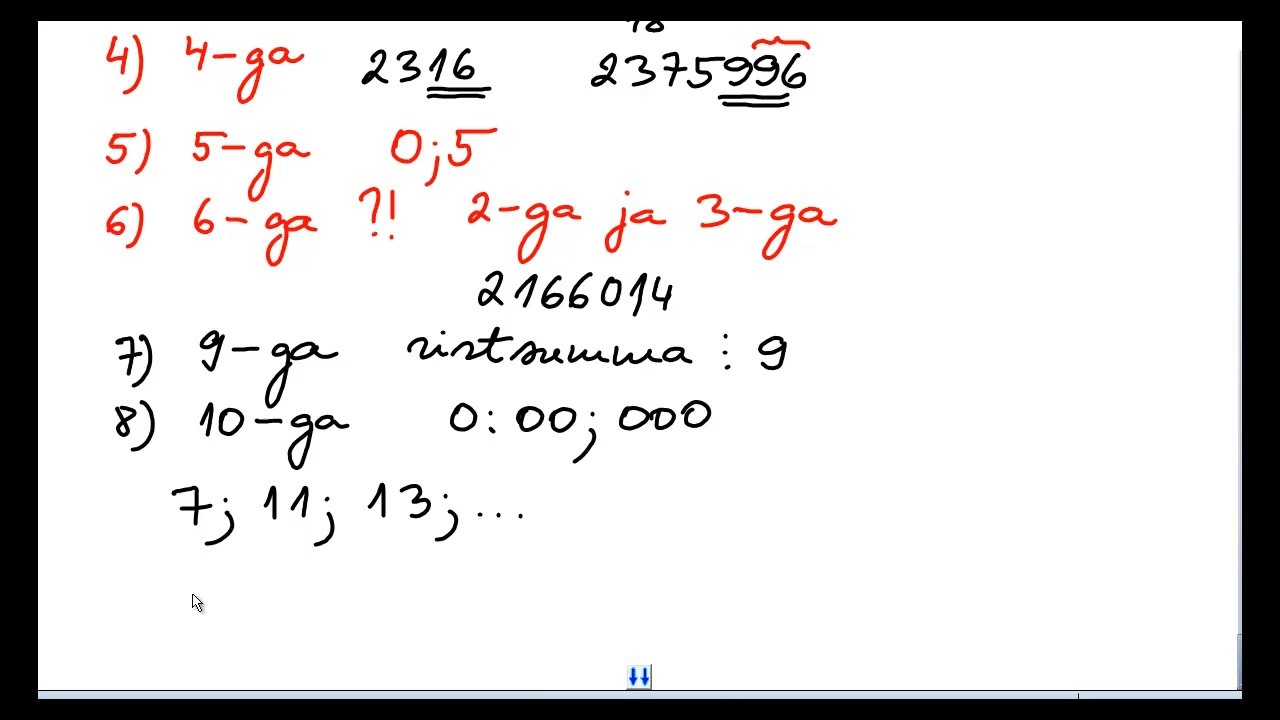 18
4) 4-ga 2316 2375996
5) 5-ga 0;5
6) 6-ga ?! 2-ga ja 3-ga
2166014
7) 9-ga ristsumma ⋮ 9
8) 10-ga 0: 00; 000
7; 11; 13; ...